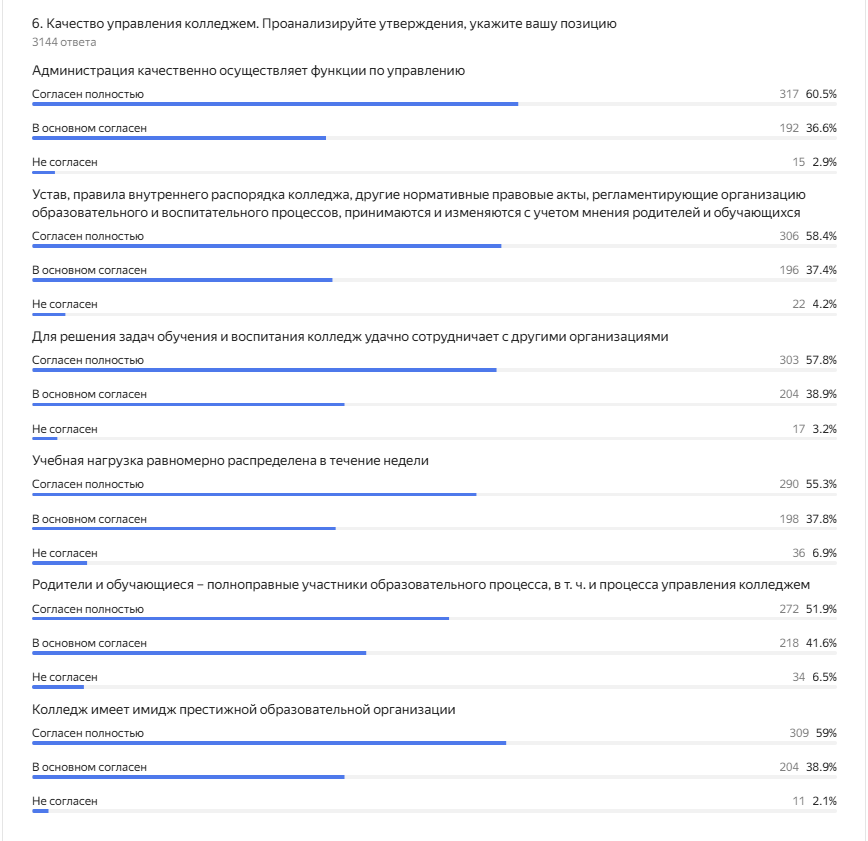 6. Качество управления колледжем. Проанализируйте утверждения, укажите вашу позицию
3144 ответа
Администрация качественно осуществляет функции по управлению
Согласен полностью 317 60.5%
В основном согласен 192 36.6%
Не согласен 15 2.9%
Устав, правила внутреннего распорядка колледжа, другие нормативные правовые акты, регламентирующие организацию
образовательного и воспитательного процессов, принимаются и изменяются с учетом мнения родителей и обучающихся
Согласен полностью 306 58.4%
В основном согласен 196 37.4%
Не согласен 22 4.2%
Для решения задач обучения и воспитания колледж удачно сотрудничает с другими организациями
Согласен полностью 303 57.8%
В основном согласен 204 38.9%
Не согласен 17 3.2%
Учебная нагрузка равномерно распределена в течение недели
Согласен полностью 290 55.3%
В основном согласен 198 37.8%
Не согласен 36 6.9%
Родители и обучающиеся – полноправные участники образовательного процесса, в т. ч. и процесса управления колледжем
Согласен полностью 272 51.9%
В основном согласен 218 41.6%
Не согласен 34 6.5%
Колледж имеет имидж престижной образовательной организации
Согласен полностью 309 59%
В основном согласен 204 38.9%
Не согласен 11 2.1%